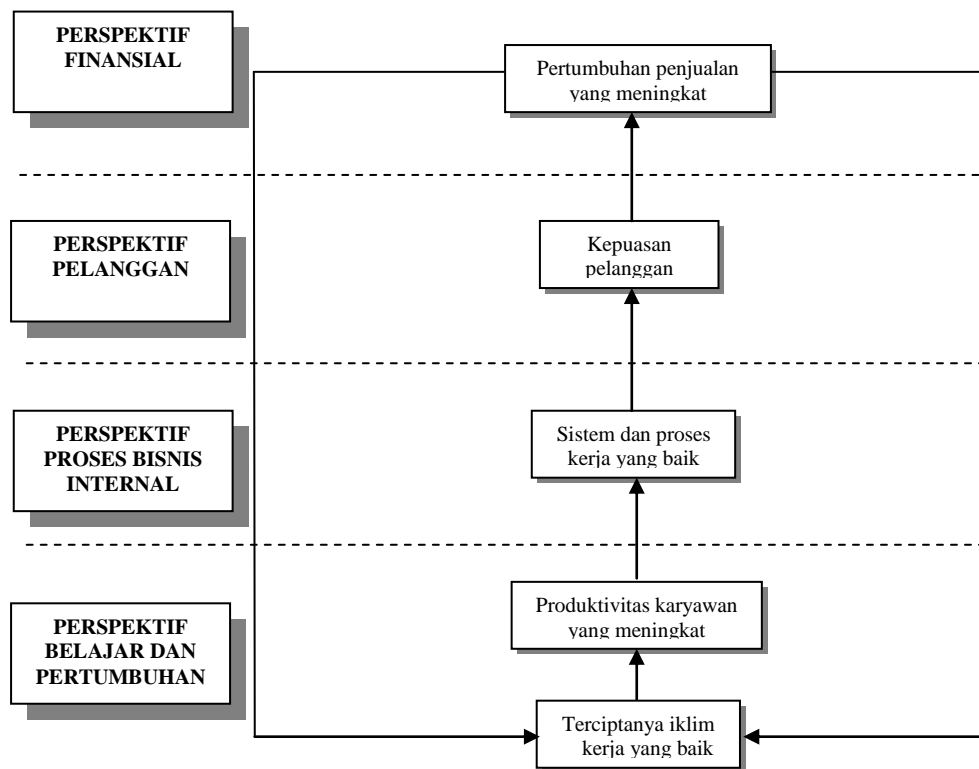 PERSPEKTIF
FINANSIAL
Pertumbuhan penjualan
yang meningkat
PERSPEKTIF
PELANGGAN
Kepuasan
pelanggan
PERSPEKTIF
PROSES BISNIS
INTERNAL
Sistem dan proses
kerja yang baik
Produktivitas karyawan
yang meningkat
PERSPEKTIF
BELAJAR DAN
PERTUMBUHAN
Terciptanya iklim
kerja yang baik